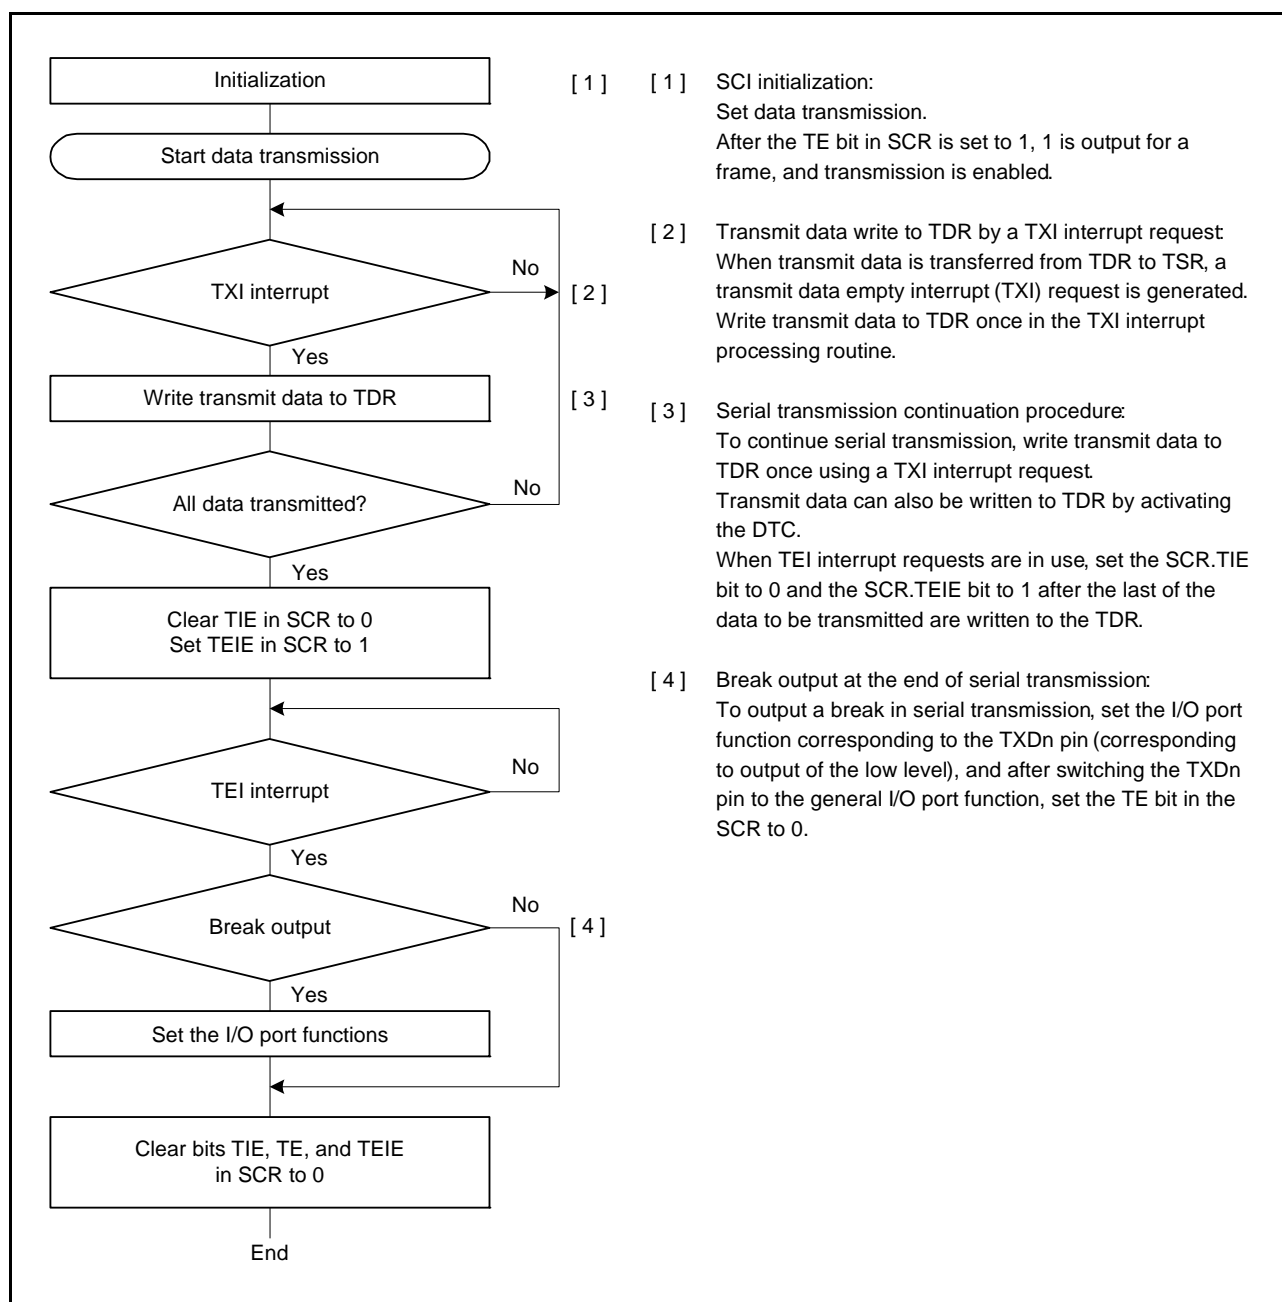 Initialization
[ 1 ]
Start data transmission
No
TXI interrupt
[ 2 ]
Yes
Write transmit data to TDR
[ 3 ]
All data transmitted?
No
Yes
Clear TIE in SCR to 0
Set TEIE in SCR to 1
No
TEI interrupt
Yes
No
Break output
[ 4 ]
Yes
Set the I/O port functions
Clear bits TIE, TE, and TEIE
in SCR to 0
End
[ 1 ] SCI initialization:
Set data transmission.
After the TE bit in SCR is set to 1, 1 is output for a
frame, and transmission is enabled.
[ 2 ] Transmit data write to TDR by a TXI interrupt request:
When transmit data is transferred from TDR to TSR, a
transmit data empty interrupt (TXI) request is generated.
Write transmit data to TDR once in the TXI interrupt
processing routine.
[ 3 ] Serial transmission continuation procedure:
To continue serial transmission, write transmit data to
TDR once using a TXI interrupt request.
Transmit data can also be written to TDR by activating
the DTC.
When TEI interrupt requests are in use, set the SCR.TIE
bit to 0 and the SCR.TEIE bit to 1 after the last of the
data to be transmitted are written to the TDR.
[ 4 ] Break output at the end of serial transmission:
To output a break in serial transmission, set the I/O port
function corresponding to the TXDn pin (corresponding
to output of the low level), and after switching the TXDn
pin to the general I/O port function, set the TE bit in the
SCR to 0.